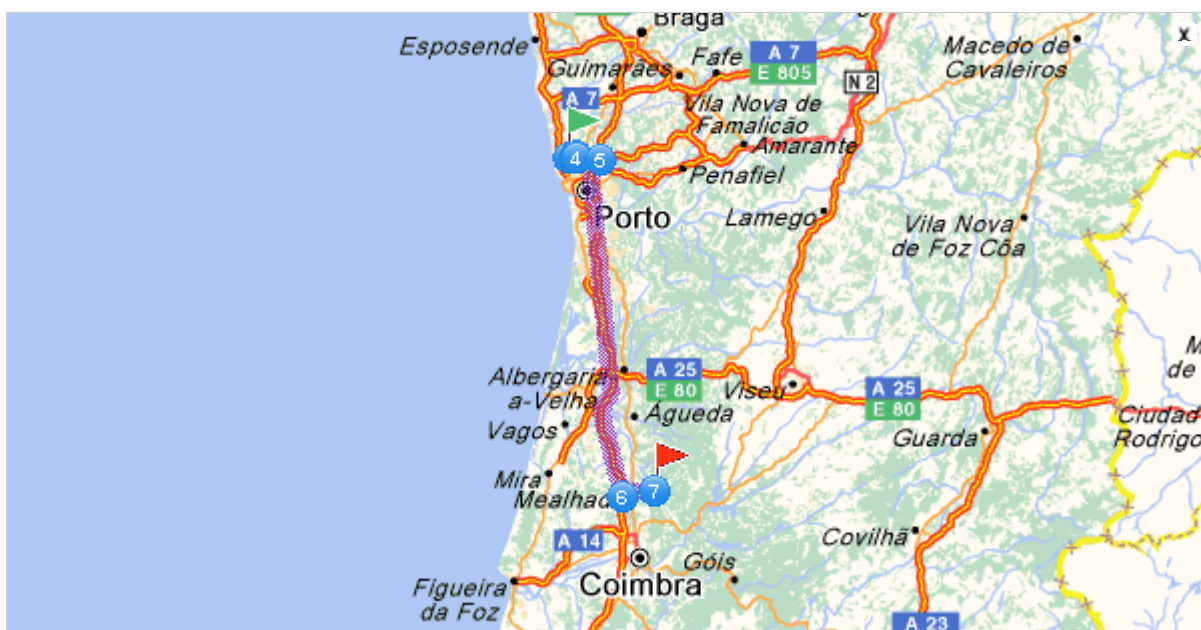 Braga
Esposende
A 7
E 805
Macedo de
Cavaleiros
x
Fafe
Guimarães
N 2
A 7
Vila Nova de
Famalicão
Amarante
4
5
Penafiel
Porto
Lamego
Vila Nova
de Foz Côa
M
de
Albergaria
a-Velha
A 25
E 80
Viseu
A 25
E 80
Águeda
Ciudad
Rodrigo
Vagos
Guarda
Mira
Mealhad
6
7
A 14
Covilhã
Góis
Coimbra
Figueira
da Foz
A 23